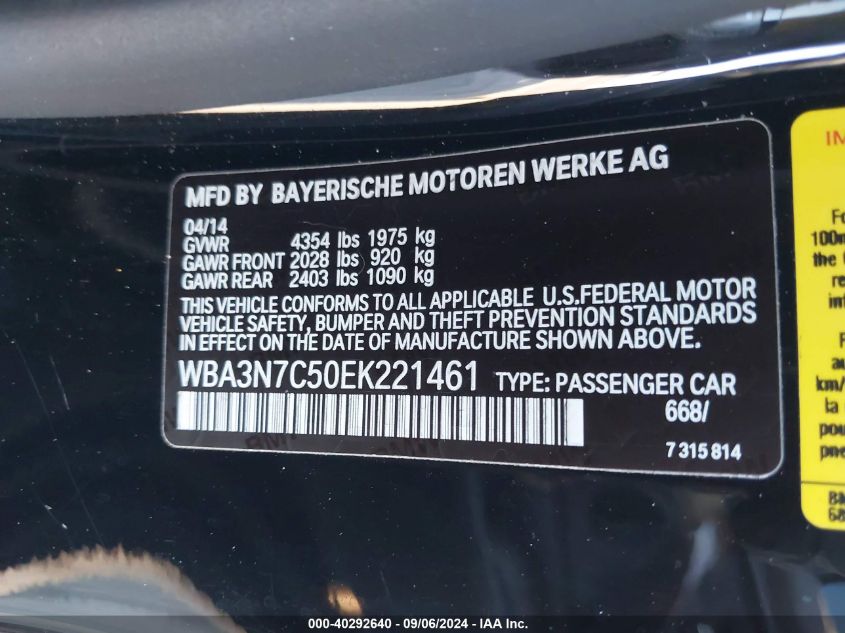 MFD BY BAYERISCHE MOTOREN WERKE AG
04/14
GVWR 4354 lbs 1975 kg
GAWR FRONT 2028 lbs 920 kg
GAWR REAR 2403 lbs 1090 kg
THIS VEHICLE CONFORMS TO ALL APPLICABLE U.S.FEDERAL MOTOR
VEHICLE SAFETY, BUMPER AND THEFT PREVENTION STANDARDS
IN EFFECT ON THE DATE OF MANUFACTURE SHOWN ABOVE.
WBA3N7C50EK221461 TYPE: PASSENGER CAR
668/
7 315 814
the
la
000-40292640 - 09/06/2024 - IAA Inc.